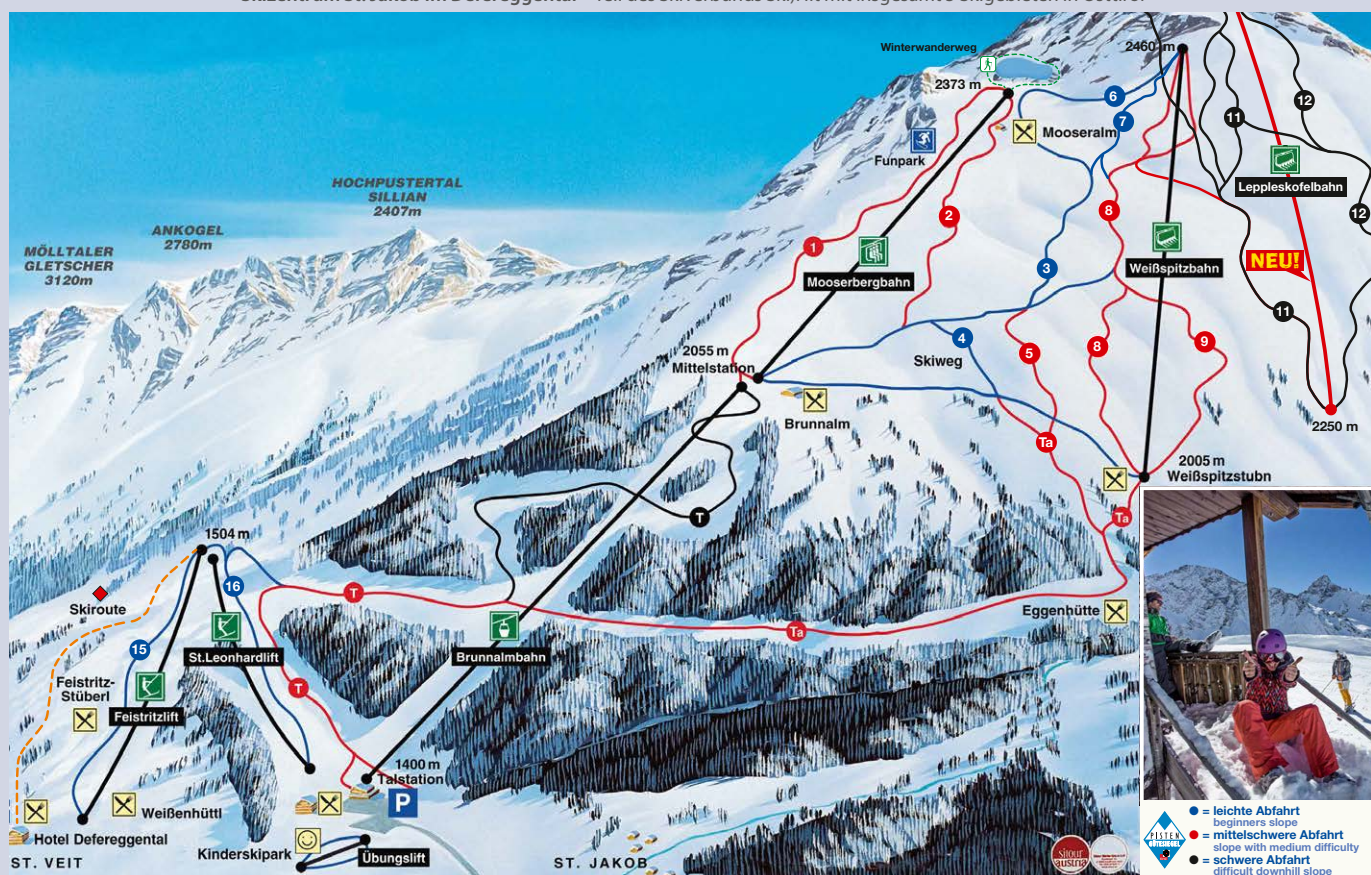 Winterwanderweg
2373 m
2460 m
6
7
11
12
Mooseralm
Funpark
Leppleskofelbahn
12
HOCHPUSTERTAL
SILLIAN
2407m
ANKOGEL
2780m
MÖLLTALER
GLETSCHER
3120m
1
2
8
3
Mooserbergbahn
Weißspitzbahn
NEU!
11
2055 m
Mittelstation
4
Skiweg
5
8
9
Brunnalm
2250 m
Ta
2005 m
Weißspitzstubn
T
Ta
1504 m
16
Skiroute
T
Ta
Eggenhütte
15
St.Leonhardlift
Brunnalmbahn
Feistritz-
Stüberl
Feistritzlift
T
1400 m
Talstation
P
Weißenhüttl
Hotel Defereggental
Kinderskipark
Übungslift
ST. VEIT
ST. JAKOB
sitour
austria
PISTEN
GÜTESIEGEL
= leichte Abfahrt
beginners slope
= mittelschwere Abfahrt
slope with medium difficulty
= schwere Abfahrt
difficult downhill slope